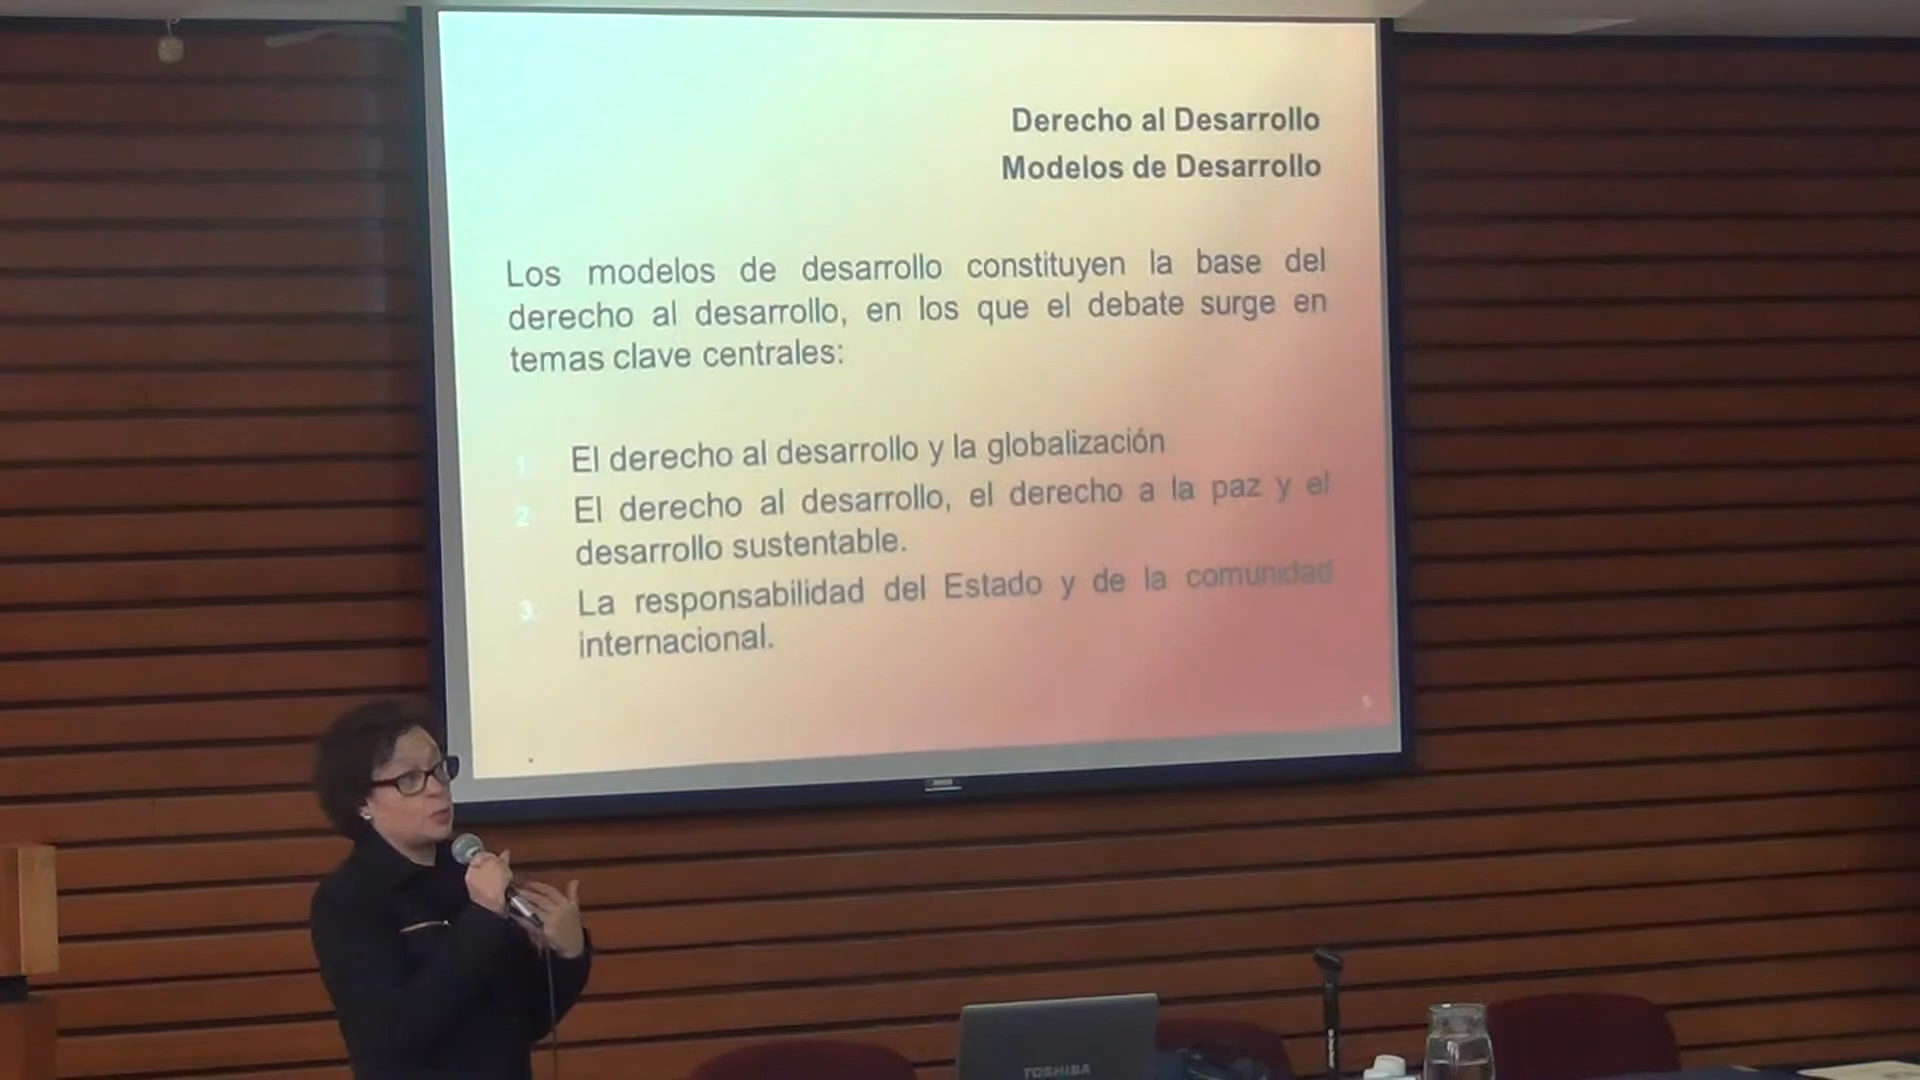 Derecho al Desarrollo
Modelos de Desarrollo
Los modelos de desarrollo constituyen la base del
derecho al desarrollo, en los que el debate surge en
temas clave centrales:
1. El derecho al desarrollo y la globalización
2 El derecho al desarrollo, el derecho a la paz y el
desarrollo sustentable.
3. La responsabilidad del Estado y de la comunidad
internacional.
TOSHIBA